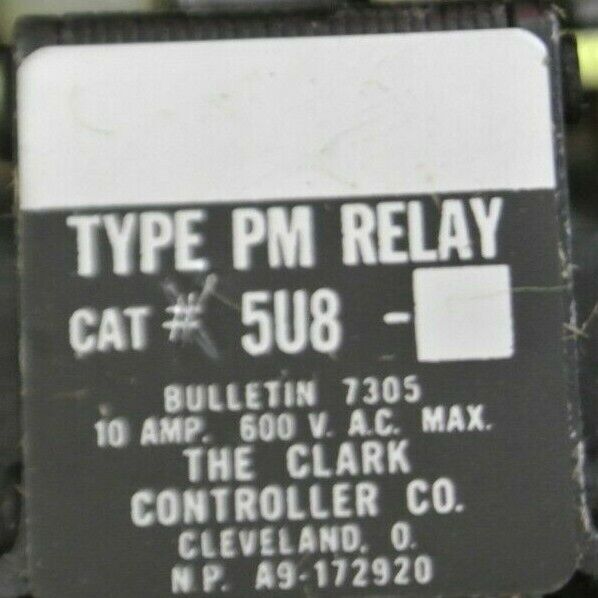 TYPE PM RELAY
CAT # 5U8 -
BULLETIN 7305
10 AMP. 600 V. A.C. MAX.
THE CLARK
CONTROLLER CO.
CLEVELAND, O.
N.P. A9-172920